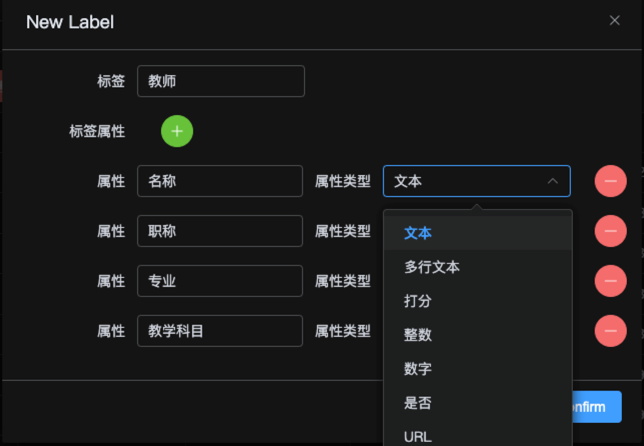 New Label
标签 教师
标签属性
属性 名称 属性类型 文本
属性 职称 属性类型
属性 专业 属性类型
属性 教学科目 属性类型
文本
多行文本
打分
整数
数字
是否
URL
nfirm